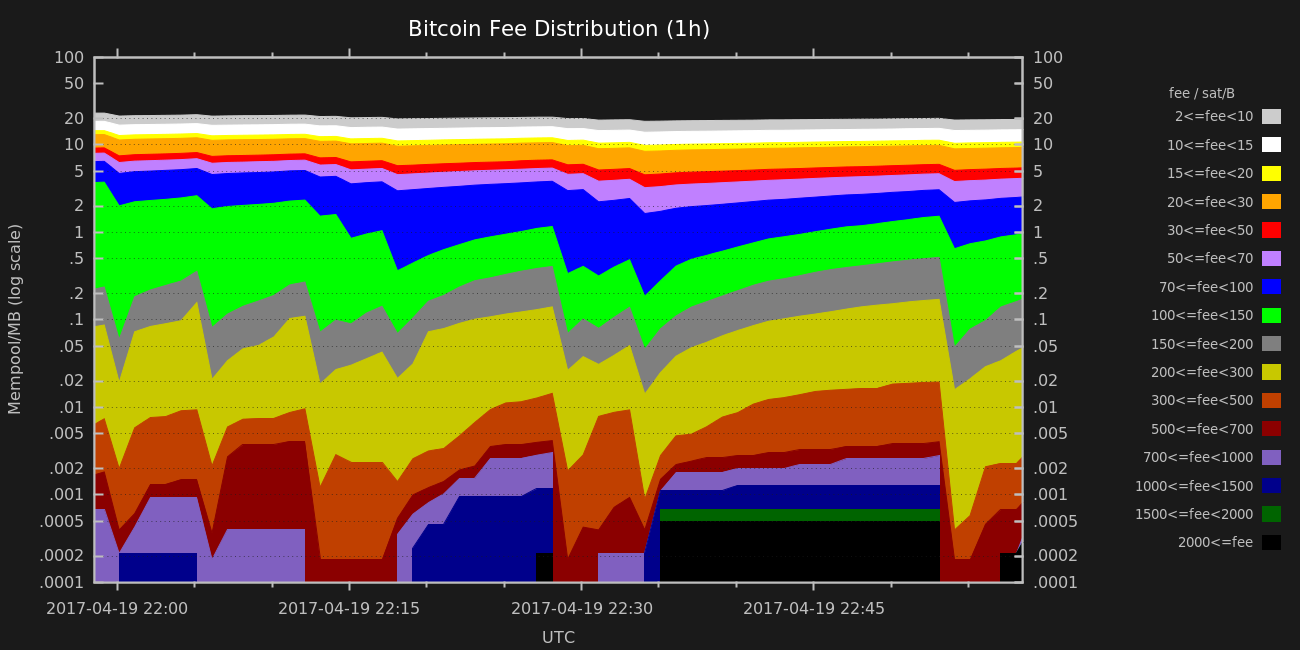 Bitcoin Fee Distribution (1h)
100 100
50 50
20 20
10 10
5 5
2 2
1 1
.5 .5
.2 .2
.1 .1
.05 .05
.02 .02
.01 .01
.005 .005
.002 .002
.001 .001
.0005 .0005
.0002 .0002
.0001 .0001
Mempool/MB (log scale)
2017-04-19 22:00 2017-04-19 22:15 2017-04-19 22:30 2017-04-19 22:45
UTC
fee / sat/B
2<=fee<10
10<=fee<15
15<=fee<20
20<=fee<30
30<=fee<50
50<=fee<70
70<=fee<100
100<=fee<150
150<=fee<200
200<=fee<300
300<=fee<500
500<=fee<700
700<=fee<1000
1000<=fee<1500
1500<=fee<2000
2000<=fee